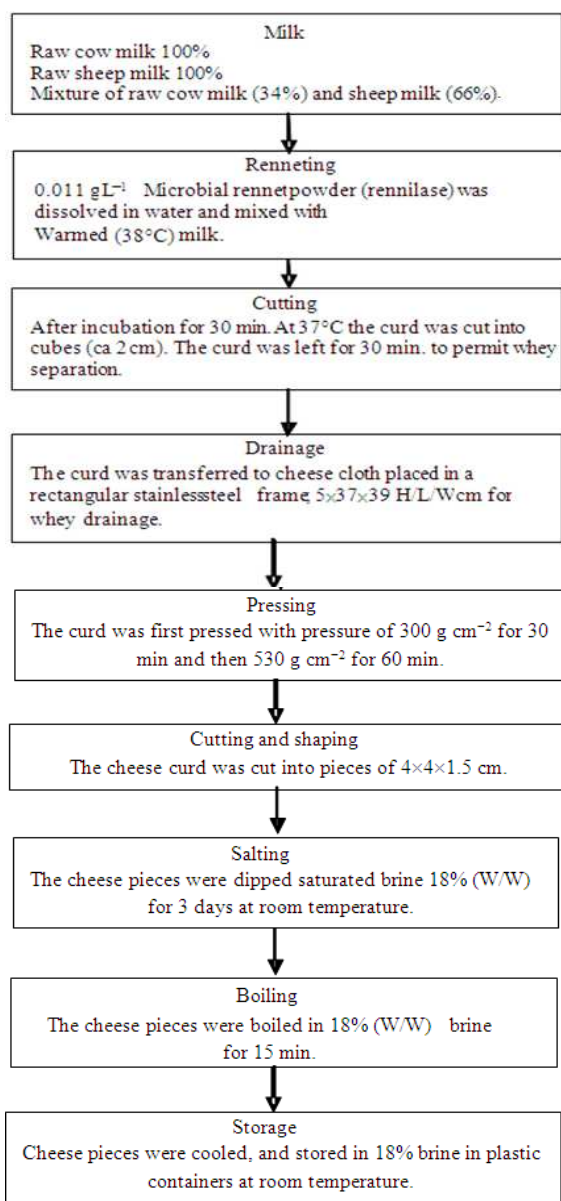 Milk
Raw cow milk 100%
Raw sheep milk 100%
Mixture of raw cow milk (34%) and sheep milk (66%).
Renneting
0.011 gL⁻¹ Microbial rennetpowder (rennilase) was
dissolved in water and mixed with
Warmed (38°C) milk.
Cutting
After incubation for 30 min. At 37°C the curd was cut into
cubes (ca 2 cm). The curd was left for 30 min. to permit whey
separation.
Drainage
The curd was transferred to cheese cloth placed in a
rectangular stainlesssteel frame, 5×37×39 H/L/Wcm for
whey drainage.
Pressing
The curd was first pressed with pressure of 300 g cm⁻² for 30
min and then 530 g cm⁻² for 60 min.
Cutting and shaping
The cheese curd was cut into pieces of 4×4×1.5 cm.
Salting
The cheese pieces were dipped saturated brine 18% (W/W)
for 3 days at room temperature.
Boiling
The cheese pieces were boiled in 18% (W/W) brine
for 15 min.
Storage
Cheese pieces were cooled, and stored in 18% brine in plastic
containers at room temperature.